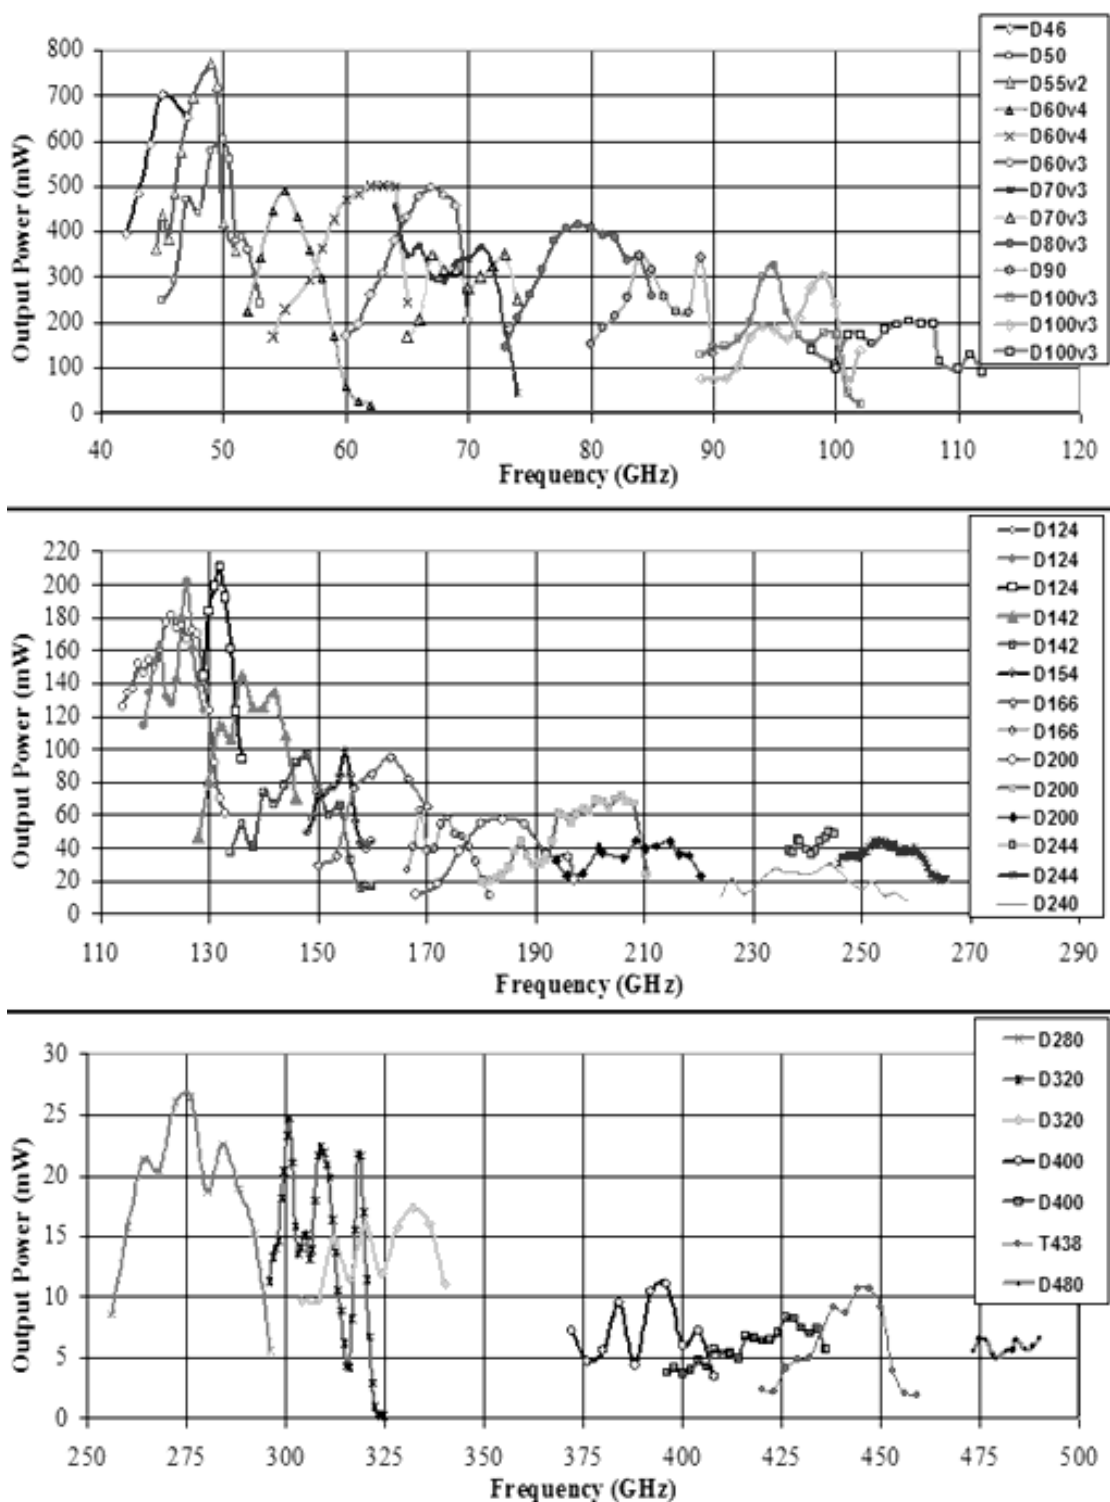 D46
D50
D55v2
D60v4
D60v4
D60v3
D70v3
D70v3
D80v3
D90
D100v3
D100v3
D100v3
Output Power (mW)
800
700
600
500
400
300
200
100
0
40 50 60 70 80 90 100 110 120
Frequency (GHz)
D124
D124
D124
D142
D142
D154
D166
D166
D200
D200
D200
D244
D244
D240
Output Power (mW)
220
200
180
160
140
120
100
80
60
40
20
0
110 130 150 170 190 210 230 250 270 290
Frequency (GHz)
D280
D320
D320
D400
D400
T438
D480
Output Power (mW)
30
25
20
15
10
5
0
250 275 300 325 350 375 400 425 450 475 500
Frequency (GHz)